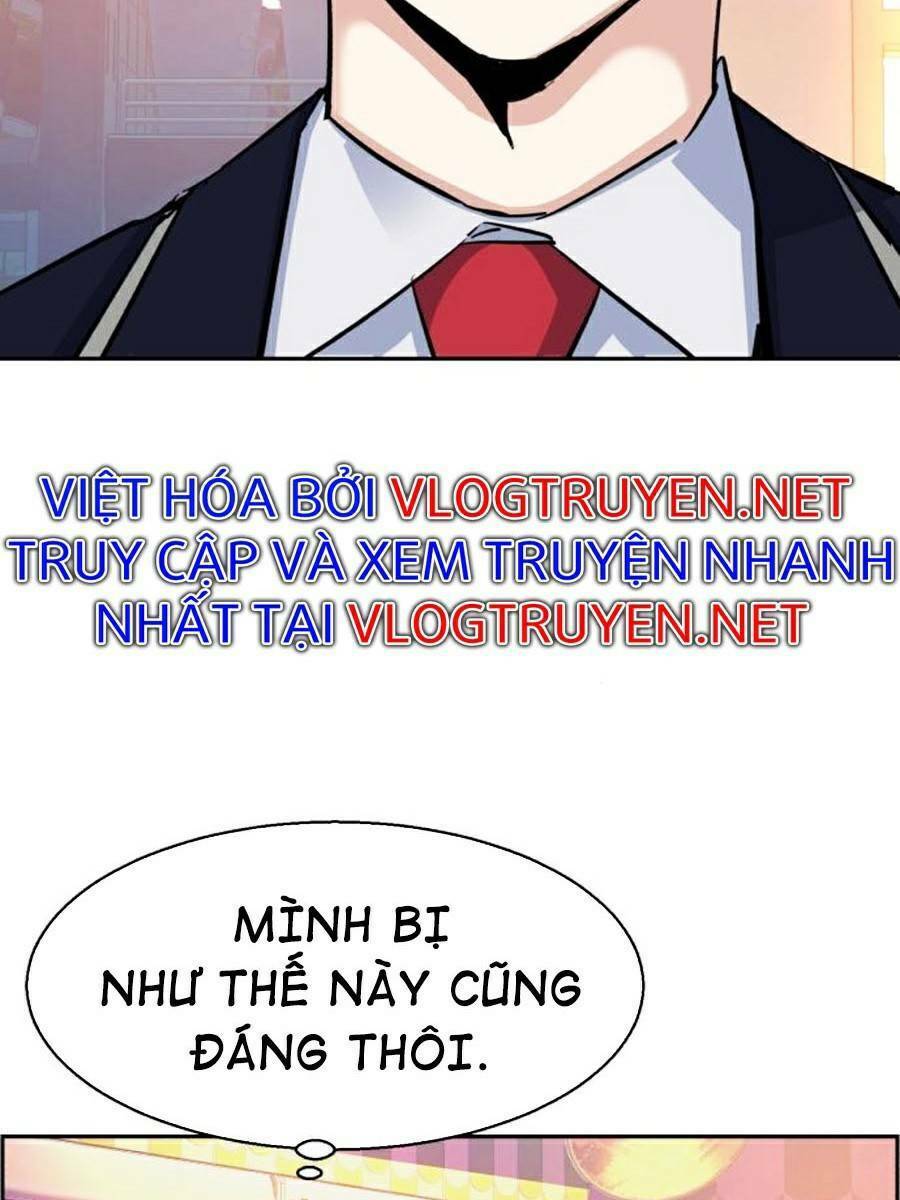 VIỆT HÓA BỞI VLOGTRUYEN.NET
TRUY CẬP VÀ XEM TRUYỆN NHANH
NHẤT TẠI VLOGTRUYEN.NET
MÌNH BỊ
NHƯ THẾ NÀY CŨNG
ĐÁNG THÔI.